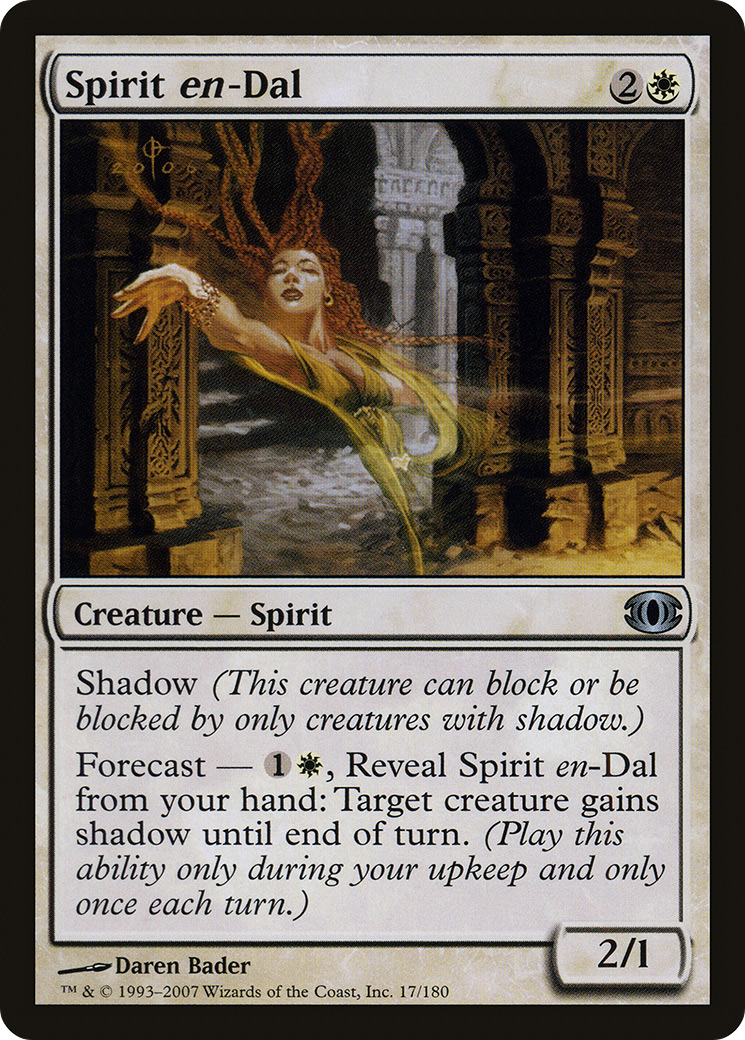 Spirit en-Dal 2
2006
Creature — Spirit
Shadow (This creature can block or be
blocked by only creatures with shadow.)
Forecast — 1 , Reveal Spirit en-Dal
from your hand: Target creature gains
shadow until end of turn. (Play this
ability only during your upkeep and only
once each turn.)
2/1
Daren Bader
™ & © 1993–2007 Wizards of the Coast, Inc. 17/180